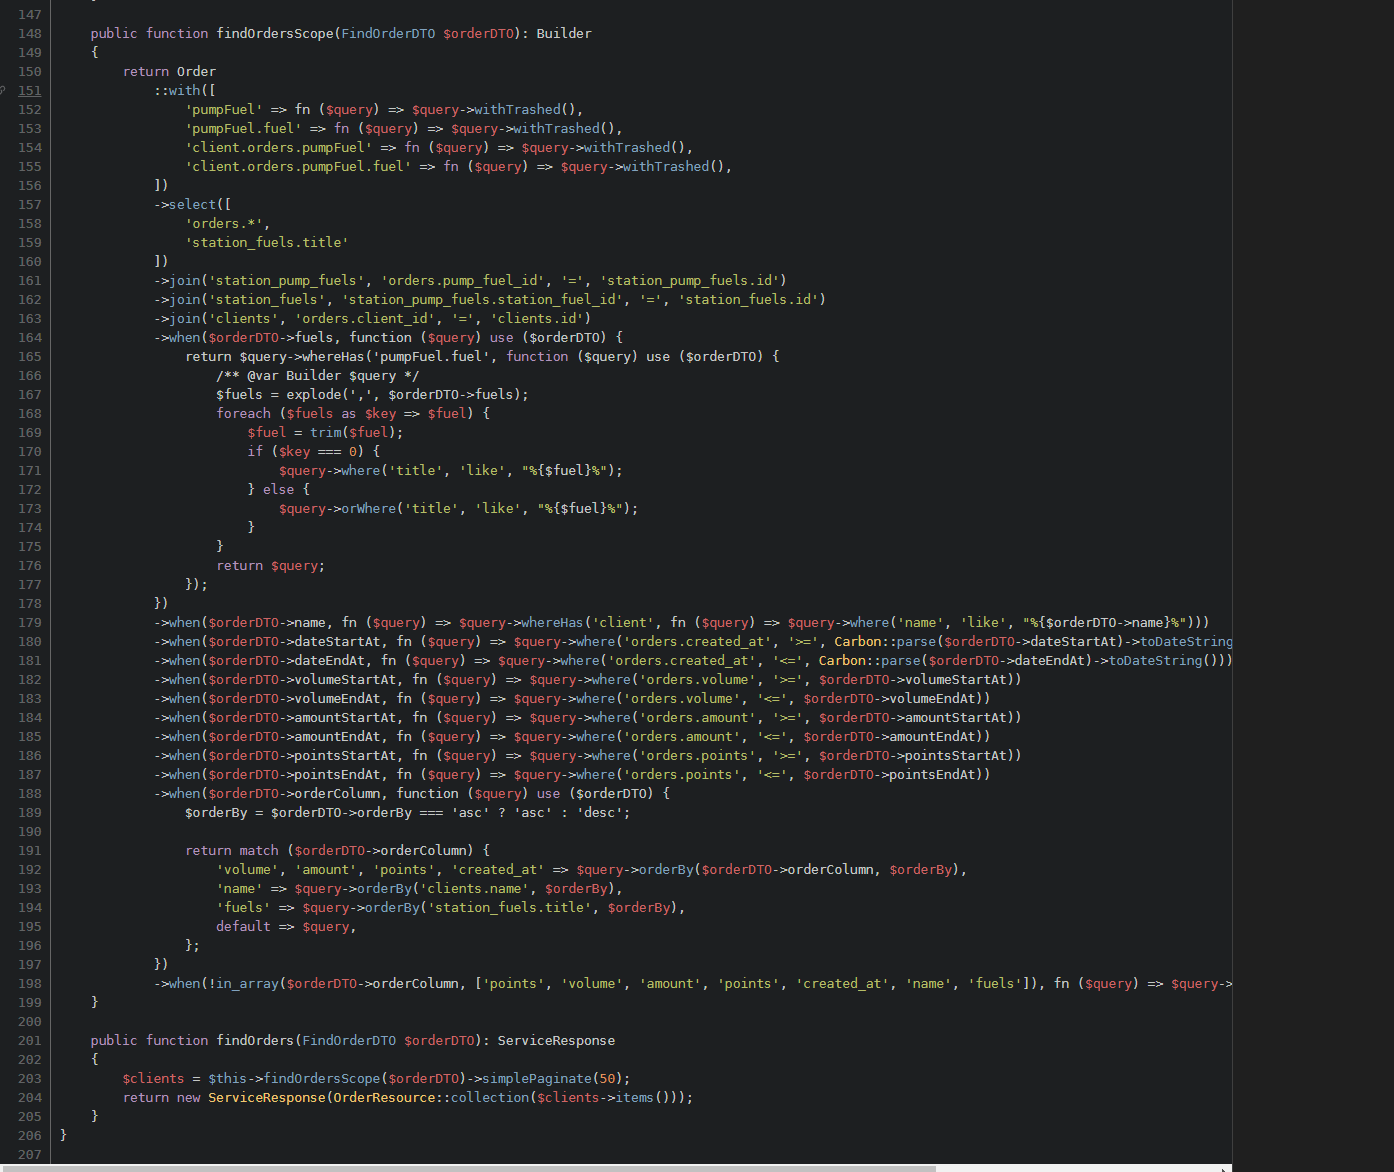 147
148     public function findOrdersScope(FindOrderDTO $orderDTO): Builder
149     {
150         return Order
151             ::with([
152                 'pumpFuel' => fn ($query) => $query->withTrashed(),
153                 'pumpFuel.fuel' => fn ($query) => $query->withTrashed(),
154                 'client.orders.pumpFuel' => fn ($query) => $query->withTrashed(),
155                 'client.orders.pumpFuel.fuel' => fn ($query) => $query->withTrashed(),
156             ])
157             ->select([
158                 'orders.*',
159                 'station_fuels.title'
160             ])
161             ->join('station_pump_fuels', 'orders.pump_fuel_id', '=', 'station_pump_fuels.id')
162             ->join('station_fuels', 'station_pump_fuels.station_fuel_id', '=', 'station_fuels.id')
163             ->join('clients', 'orders.client_id', '=', 'clients.id')
164             ->when($orderDTO->fuels, function ($query) use ($orderDTO) {
165                 return $query->whereHas('pumpFuel.fuel', function ($query) use ($orderDTO) {
166                     /** @var Builder $query */
167                     $fuels = explode(',', $orderDTO->fuels);
168                     foreach ($fuels as $key => $fuel) {
169                         $fuel = trim($fuel);
170                         if ($key === 0) {
171                             $query->where('title', 'like', "%{$fuel}%");
172                         } else {
173                             $query->orWhere('title', 'like', "%{$fuel}%");
174                         }
175                     }
176                     return $query;
177                 });
178             })
179             ->when($orderDTO->name, fn ($query) => $query->whereHas('client', fn ($query) => $query->where('name', 'like', "%{$orderDTO->name}%")))
180             ->when($orderDTO->dateStartAt, fn ($query) => $query->where('orders.created_at', '>=', Carbon::parse($orderDTO->dateStartAt)->toDateString
181             ->when($orderDTO->dateEndAt, fn ($query) => $query->where('orders.created_at', '<=', Carbon::parse($orderDTO->dateEndAt)->toDateString()))
182             ->when($orderDTO->volumeStartAt, fn ($query) => $query->where('orders.volume', '>=', $orderDTO->volumeStartAt))
183             ->when($orderDTO->volumeEndAt, fn ($query) => $query->where('orders.volume', '<=', $orderDTO->volumeEndAt))
184             ->when($orderDTO->amountStartAt, fn ($query) => $query->where('orders.amount', '>=', $orderDTO->amountStartAt))
185             ->when($orderDTO->amountEndAt, fn ($query) => $query->where('orders.amount', '<=', $orderDTO->amountEndAt))
186             ->when($orderDTO->pointsStartAt, fn ($query) => $query->where('orders.points', '>=', $orderDTO->pointsStartAt))
187             ->when($orderDTO->pointsEndAt, fn ($query) => $query->where('orders.points', '<=', $orderDTO->pointsEndAt))
188             ->when($orderDTO->orderColumn, function ($query) use ($orderDTO) {
189                 $orderBy = $orderDTO->orderBy === 'asc' ? 'asc' : 'desc';
190
191                 return match ($orderDTO->orderColumn) {
192                     'volume', 'amount', 'points', 'created_at' => $query->orderBy($orderDTO->orderColumn, $orderBy),
193                     'name' => $query->orderBy('clients.name', $orderBy),
194                     'fuels' => $query->orderBy('station_fuels.title', $orderBy),
195                     default => $query,
196                 };
197             })
198             ->when(!in_array($orderDTO->orderColumn, ['points', 'volume', 'amount', 'points', 'created_at', 'name', 'fuels']), fn ($query) => $query->
199     }
200
201     public function findOrders(FindOrderDTO $orderDTO): ServiceResponse
202     {
203         $clients = $this->findOrdersScope($orderDTO)->simplePaginate(50);
204         return new ServiceResponse(OrderResource::collection($clients->items()));
205     }
206 }
207